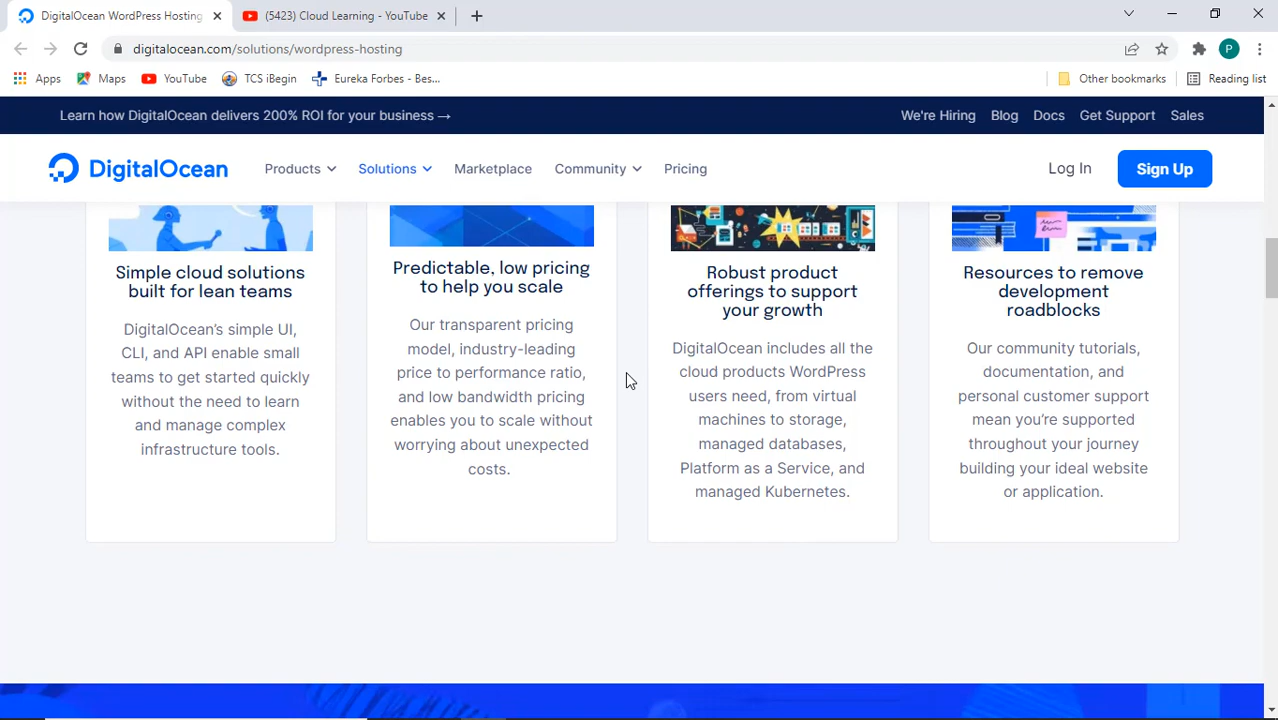 DigitalOcean WordPress Hosting
(5423) Cloud Learning - YouTube
digitalocean.com/solutions/wordpress-hosting
P
Apps
Maps
YouTube
TCS iBegin
Eureka Forbes - Bes...
Other bookmarks
Reading list
Learn how DigitalOcean delivers 200% ROI for your business →
We're Hiring
Blog
Docs
Get Support
Sales
DigitalOcean
Products
Solutions
Marketplace
Community
Pricing
Log In
Sign Up
Simple cloud solutions
built for lean teams
DigitalOcean's simple UI,
CLI, and API enable small
teams to get started quickly
without the need to learn
and manage complex
infrastructure tools.
Predictable, low pricing
to help you scale
Our transparent pricing
model, industry-leading
price to performance ratio,
and low bandwidth pricing
enables you to scale without
worrying about unexpected
costs.
Robust product
offerings to support
your growth
DigitalOcean includes all the
cloud products WordPress
users need, from virtual
machines to storage,
managed databases,
Platform as a Service, and
managed Kubernetes.
Resources to remove
development
roadblocks
Our community tutorials,
documentation, and
personal customer support
mean you're supported
throughout your journey
building your ideal website
or application.